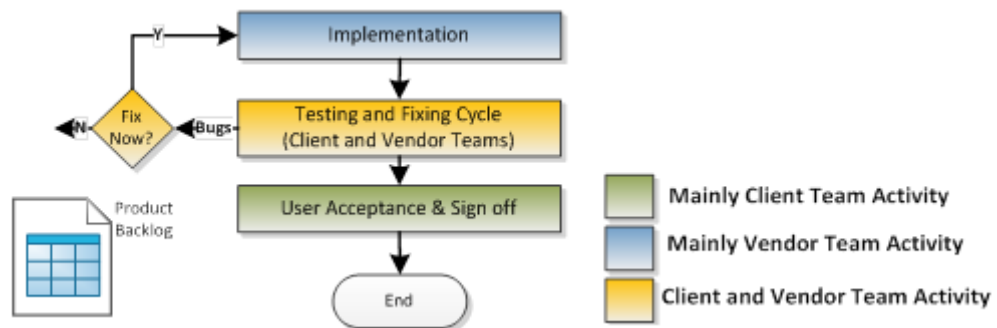 Implementation
Y
Fix
Now?
N
Bugs
Testing and Fixing Cycle
(Client and Vendor Teams)
User Acceptance & Sign off
Product
Backlog
End
Mainly Client Team Activity
Mainly Vendor Team Activity
Client and Vendor Team Activity